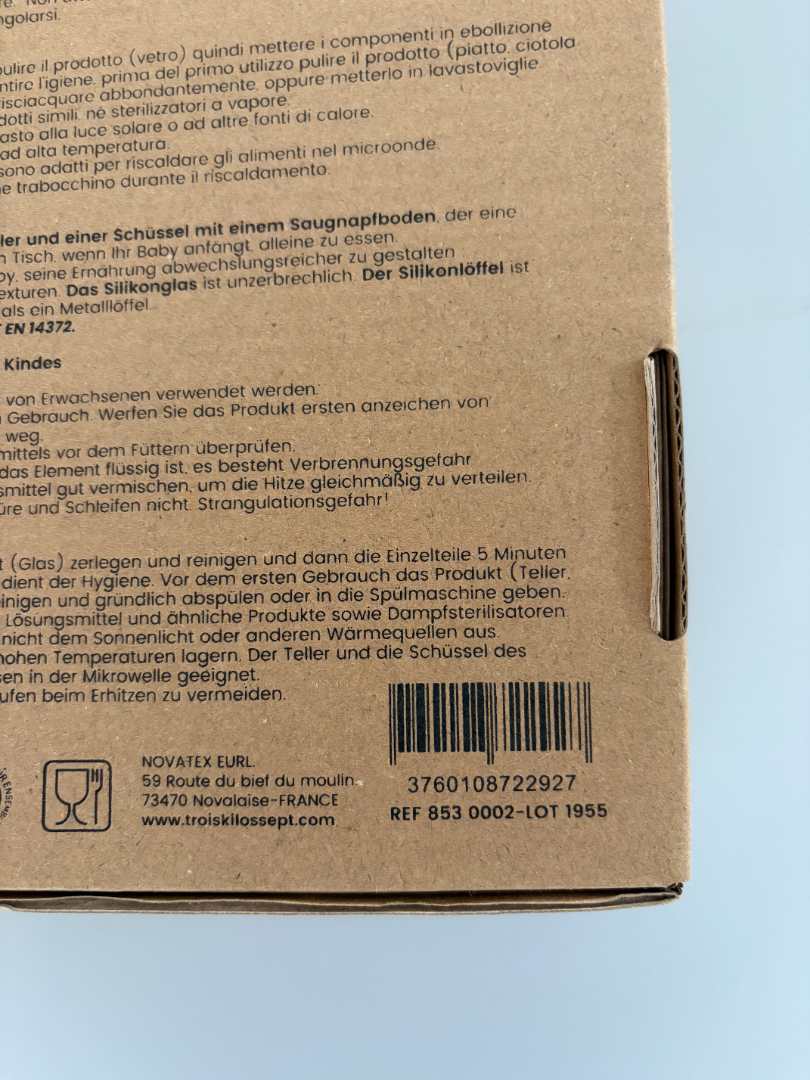 ngolarsi.
pulire il prodotto (vetro) quindi mettere i componenti in ebollizione
ntire l'igiene, prima del primo utilizzo pulire il prodotto (piatto, ciotola
risciacquare abbondantemente, oppure metterlo in lavastoviglie
dotti simili, né sterilizzatori a vapore.
asto alla luce solare o ad altre fonti di calore.
ad alta temperatura.
sono adatti per riscaldare gli alimenti nel microonde.
e trabocchino durante il riscaldamento.
ler und einer Schüssel mit einem Saugnapfboden, der eine
n Tisch, wenn Ihr Baby anfängt, alleine zu essen.
by, seine Ernährung abwechslungsreicher zu gestalten
exturen. Das Silikonglas ist unzerbrechlich. Der Silikonlöffel ist
als ein Metalllöffel.
EN 14372.
Kindes
von Erwachsenen verwendet werden.
Gebrauch. Werfen Sie das Produkt ersten anzeichen von
weg.
mittels vor dem Füttern überprüfen.
das Element flüssig ist, es besteht Verbrennungsgefahr
smittel gut vermischen, um die Hitze gleichmäßig zu verteilen.
üre und Schleifen nicht. Strangulationsgefahr!
t (Glas) zerlegen und reinigen und dann die Einzelteile 5 Minuten
dient der Hygiene. Vor dem ersten Gebrauch das Produkt (Teller,
einigen und gründlich abspülen oder in die Spülmaschine geben.
Lösungsmittel und ähnliche Produkte sowie Dampfsterilisatoren.
nicht dem Sonnenlicht oder anderen Wärmequellen aus.
hohen Temperaturen lagern. Der Teller und die Schüssel des
sen in der Mikrowelle geeignet.
ufen beim Erhitzen zu vermeiden.
NOVATEX EURL.
59 Route du bief du moulin.
73470 Novalaise-FRANCE
www.troiskilossept.com
3760108722927
REF 853 0002-LOT 1955